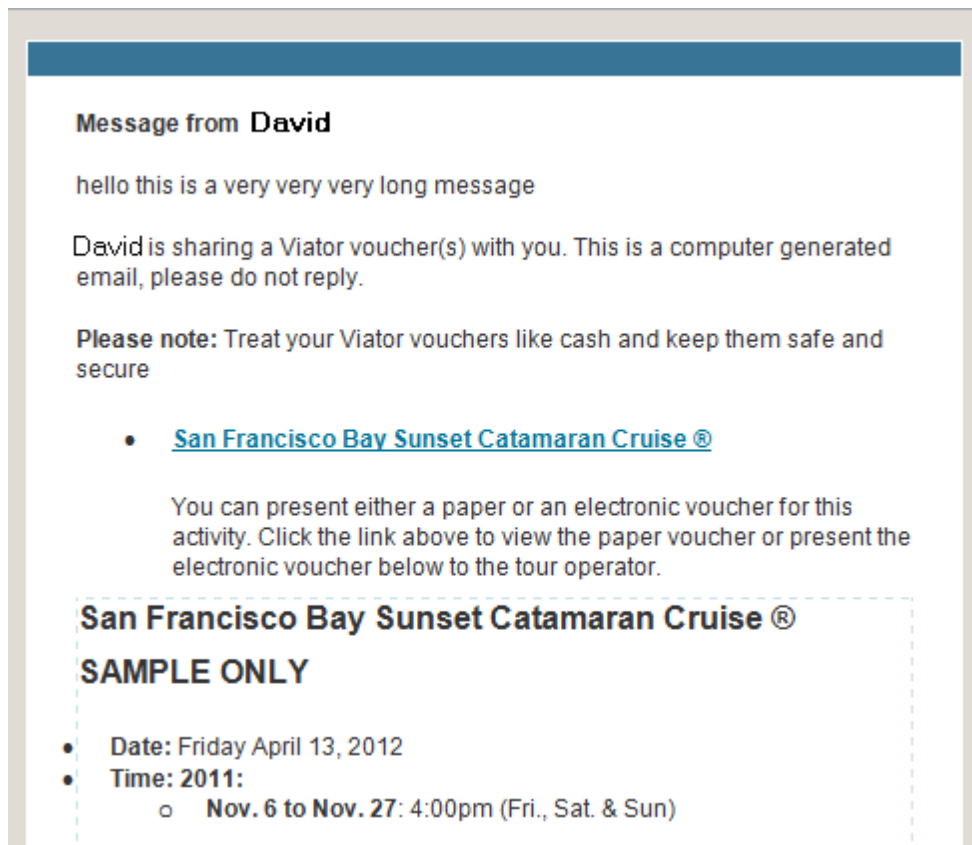 Message from David
hello this is a very very very long message
David is sharing a Viator voucher(s) with you. This is a computer generated
email, please do not reply.
Please note: Treat your Viator vouchers like cash and keep them safe and
secure
• San Francisco Bay Sunset Catamaran Cruise ®
You can present either a paper or an electronic voucher for this
activity. Click the link above to view the paper voucher or present the
electronic voucher below to the tour operator.
San Francisco Bay Sunset Catamaran Cruise ®
SAMPLE ONLY
• Date: Friday April 13, 2012
• Time: 2011:
o Nov. 6 to Nov. 27: 4:00pm (Fri., Sat. & Sun)